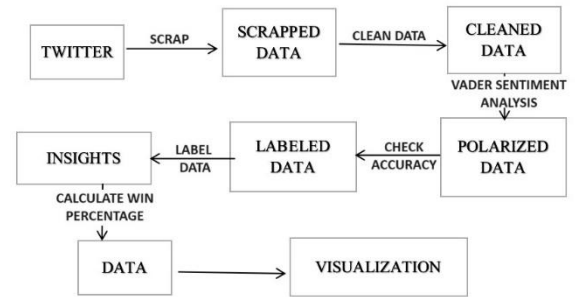 TWITTER
SCRAP
SCRAPPED
DATA
CLEAN DATA
CLEANED
DATA
VADER SENTIMENT
ANALYSIS
POLARIZED
DATA
CHECK
ACCURACY
LABELED
DATA
LABEL
DATA
INSIGHTS
CALCULATE WIN
PERCENTAGE
DATA
VISUALIZATION